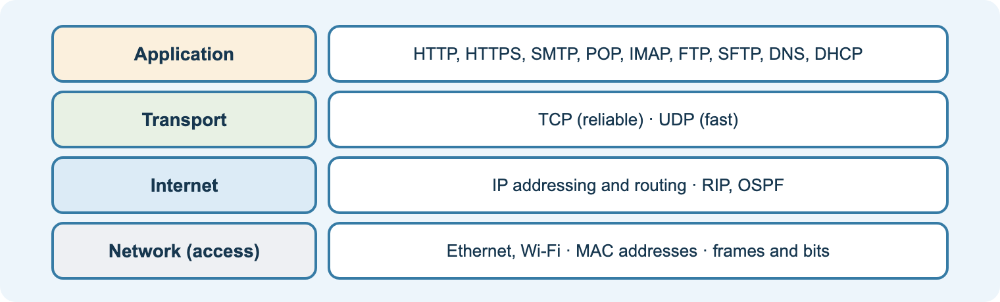 Application
HTTP, HTTPS, SMTP, POP, IMAP, FTP, SFTP, DNS, DHCP
Transport
TCP (reliable) · UDP (fast)
Internet
IP addressing and routing · RIP, OSPF
Network (access)
Ethernet, Wi-Fi · MAC addresses · frames and bits